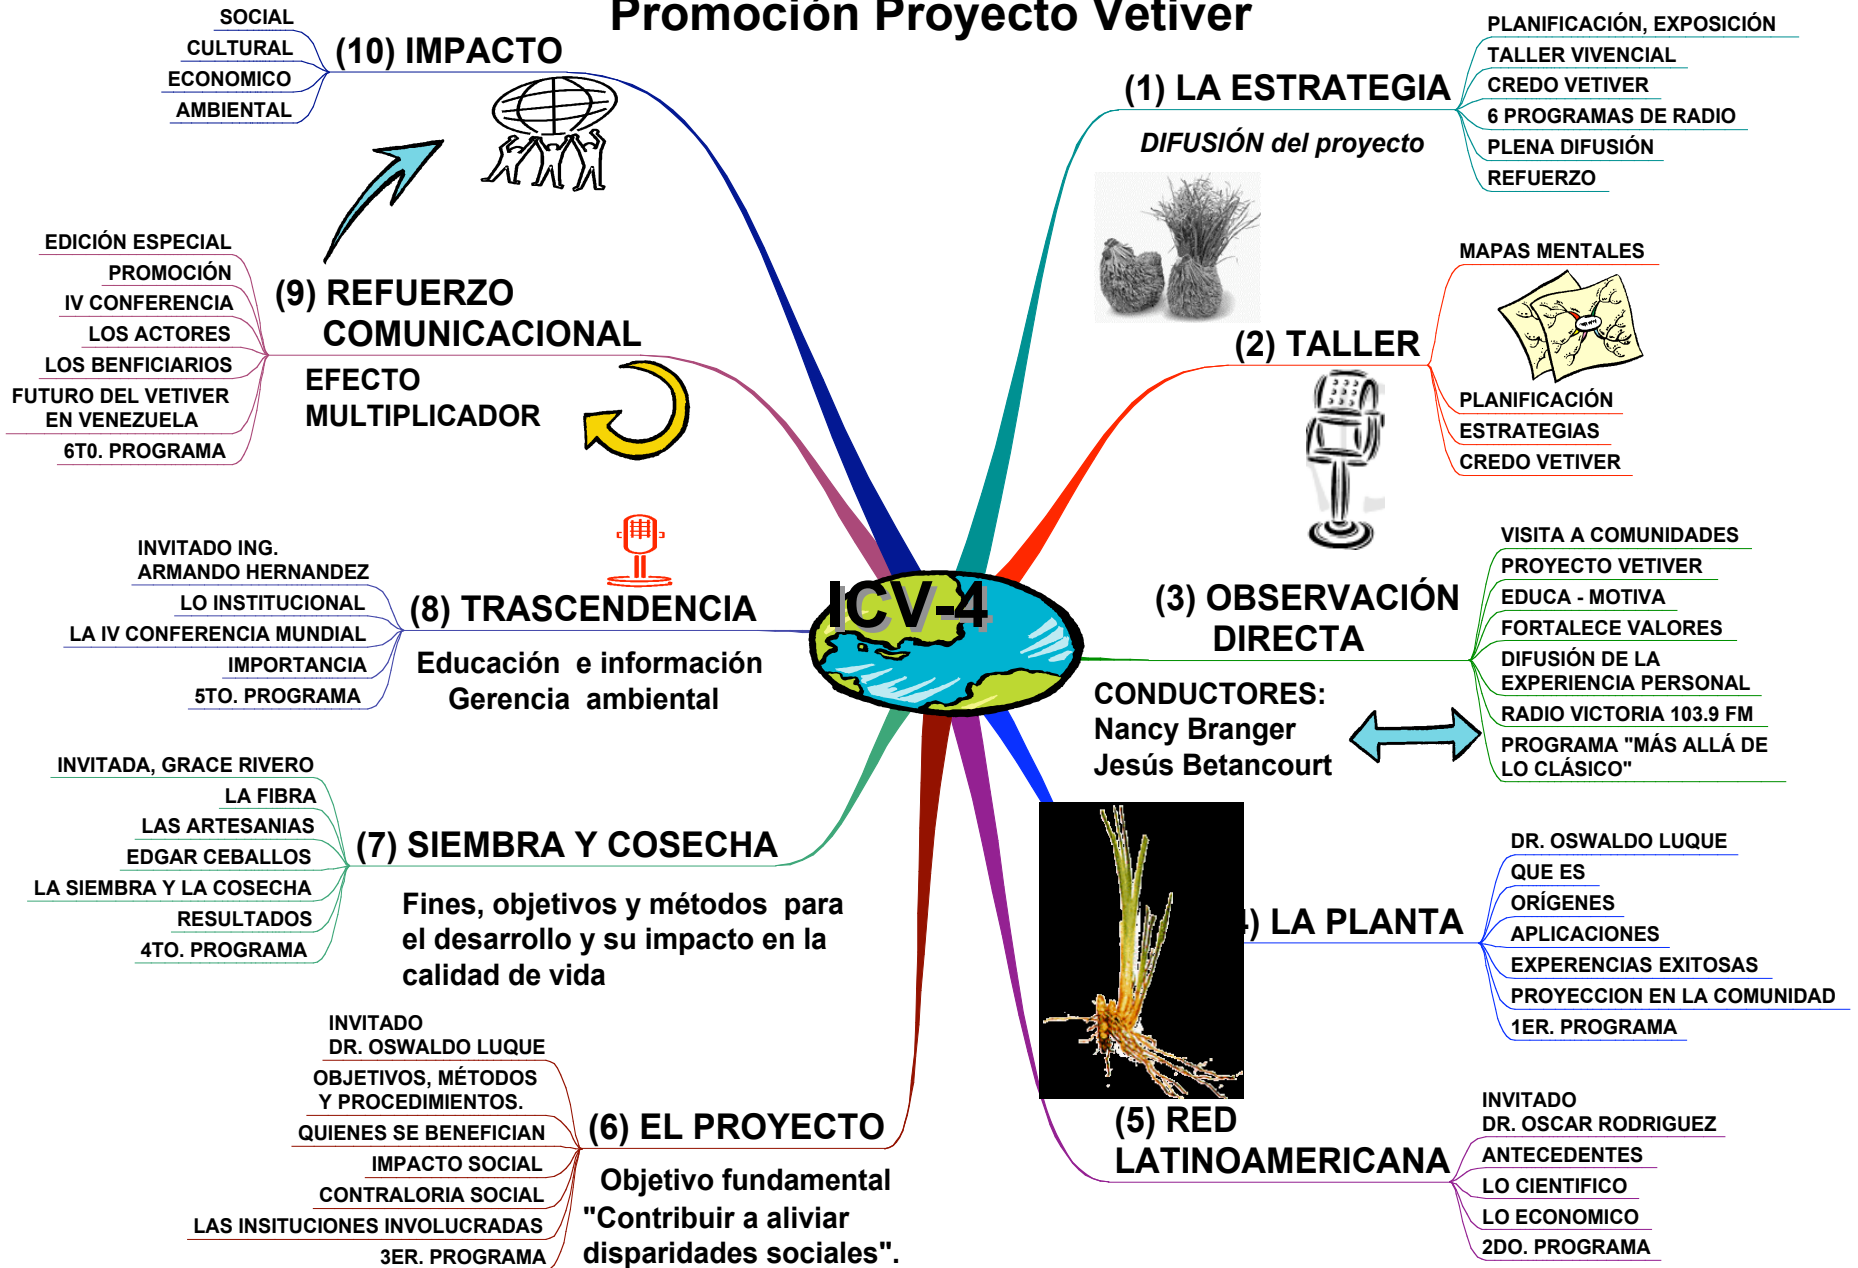 Promoción Proyecto Vetiver
(1) LA ESTRATEGIA
DIFUSIÓN del proyecto
PLANIFICACIÓN, EXPOSICIÓN
TALLER VIVENCIAL
CREDO VETIVER
6 PROGRAMAS DE RADIO
PLENA DIFUSIÓN
REFUERZO
(2) TALLER
MAPAS MENTALES
PLANIFICACIÓN
ESTRATEGIAS
CREDO VETIVER
(3) OBSERVACIÓN
DIRECTA
CONDUCTORES:
Nancy Branger
Jesús Betancourt
VISITA A COMUNIDADES
PROYECTO VETIVER
EDUCA - MOTIVA
FORTALECE VALORES
DIFUSIÓN DE LA
EXPERIENCIA PERSONAL
RADIO VICTORIA 103.9 FM
PROGRAMA "MÁS ALLÁ DE
LO CLÁSICO"
) LA PLANTA
DR. OSWALDO LUQUE
QUE ES
ORÍGENES
APLICACIONES
EXPERENCIAS EXITOSAS
PROYECCION EN LA COMUNIDAD
1ER. PROGRAMA
(5) RED
LATINOAMERICANA
INVITADO
DR. OSCAR RODRIGUEZ
ANTECEDENTES
LO CIENTIFICO
LO ECONOMICO
2DO. PROGRAMA
(6) EL PROYECTO
Objetivo fundamental
"Contribuir a aliviar
disparidades sociales".
INVITADO
DR. OSWALDO LUQUE
OBJETIVOS, MÉTODOS
Y PROCEDIMIENTOS.
QUIENES SE BENEFICIAN
IMPACTO SOCIAL
CONTRALORIA SOCIAL
LAS INSITUCIONES INVOLUCRADAS
3ER. PROGRAMA
(7) SIEMBRA Y COSECHA
Fines, objetivos y métodos para
el desarrollo y su impacto en la
calidad de vida
INVITADA, GRACE RIVERO
LA FIBRA
LAS ARTESANIAS
EDGAR CEBALLOS
LA SIEMBRA Y LA COSECHA
RESULTADOS
4TO. PROGRAMA
(8) TRASCENDENCIA
Educación e información
Gerencia ambiental
INVITADO ING.
ARMANDO HERNANDEZ
LO INSTITUCIONAL
LA IV CONFERENCIA MUNDIAL
IMPORTANCIA
5TO. PROGRAMA
(9) REFUERZO
COMUNICACIONAL
EFECTO
MULTIPLICADOR
EDICIÓN ESPECIAL
PROMOCIÓN
IV CONFERENCIA
LOS ACTORES
LOS BENFICIARIOS
FUTURO DEL VETIVER
EN VENEZUELA
6T0. PROGRAMA
(10) IMPACTO
SOCIAL
CULTURAL
ECONOMICO
AMBIENTAL
ICV-4